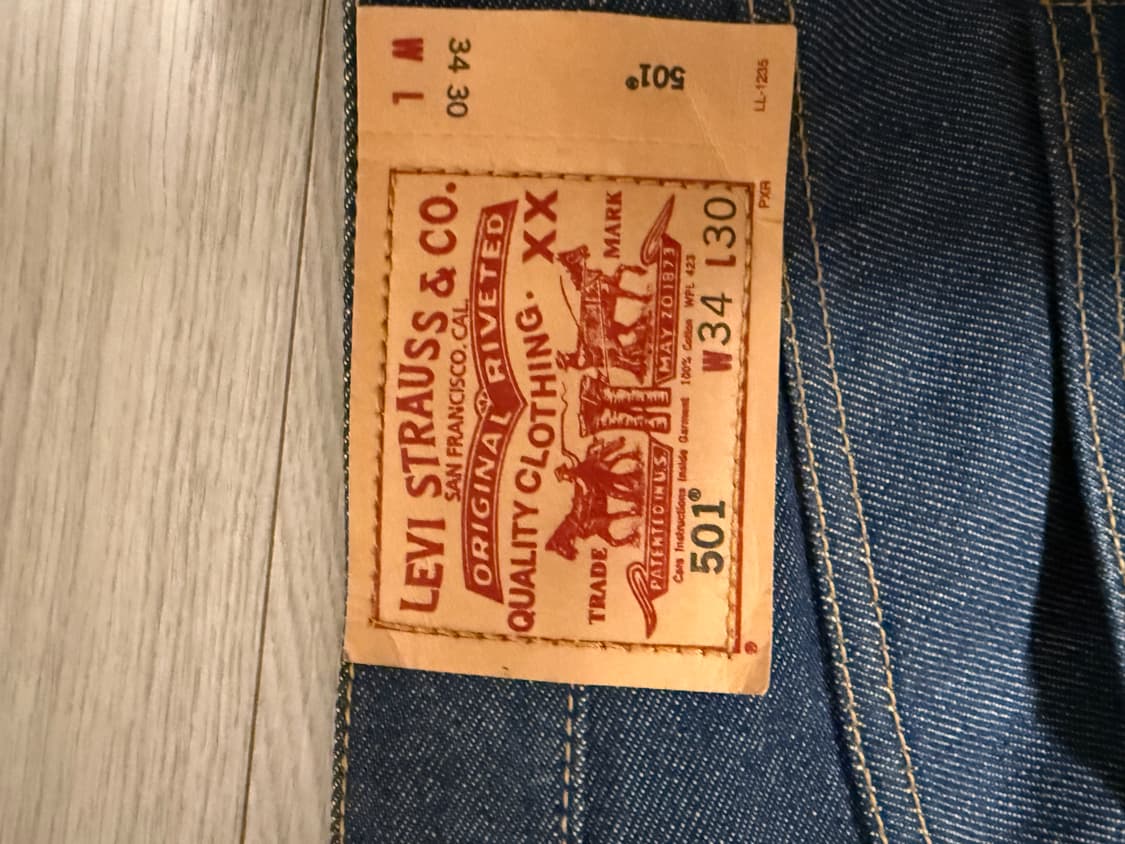 LEVI STRAUSS & CO.
SAN FRANCISCO. CAL.
ORIGINAL RIVETED
QUALITY CLOTHING. XX
TRADE MARK
PATENTED IN U.S. MAY 20 1873
Care Instructions Inside Garment 100% Cotton WPL 423
501® W34 L30
®
PXR
W L
34 30
501®
LL-1235